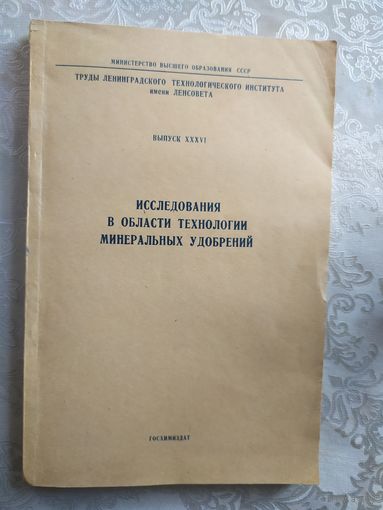 МИНИСТЕРСТВО ВЫСШЕГО ОБРАЗОВАНИЯ СССР
ТРУДЫ ЛЕНИНГРАДСКОГО ТЕХНОЛОГИЧЕСКОГО ИНСТИТУТА
имени ЛЕНСОВЕТА
ВЫПУСК XXXVI
ИССЛЕДОВАНИЯ
В ОБЛАСТИ ТЕХНОЛОГИИ
МИНЕРАЛЬНЫХ УДОБРЕНИЙ
ГОСХИМИЗДАТ